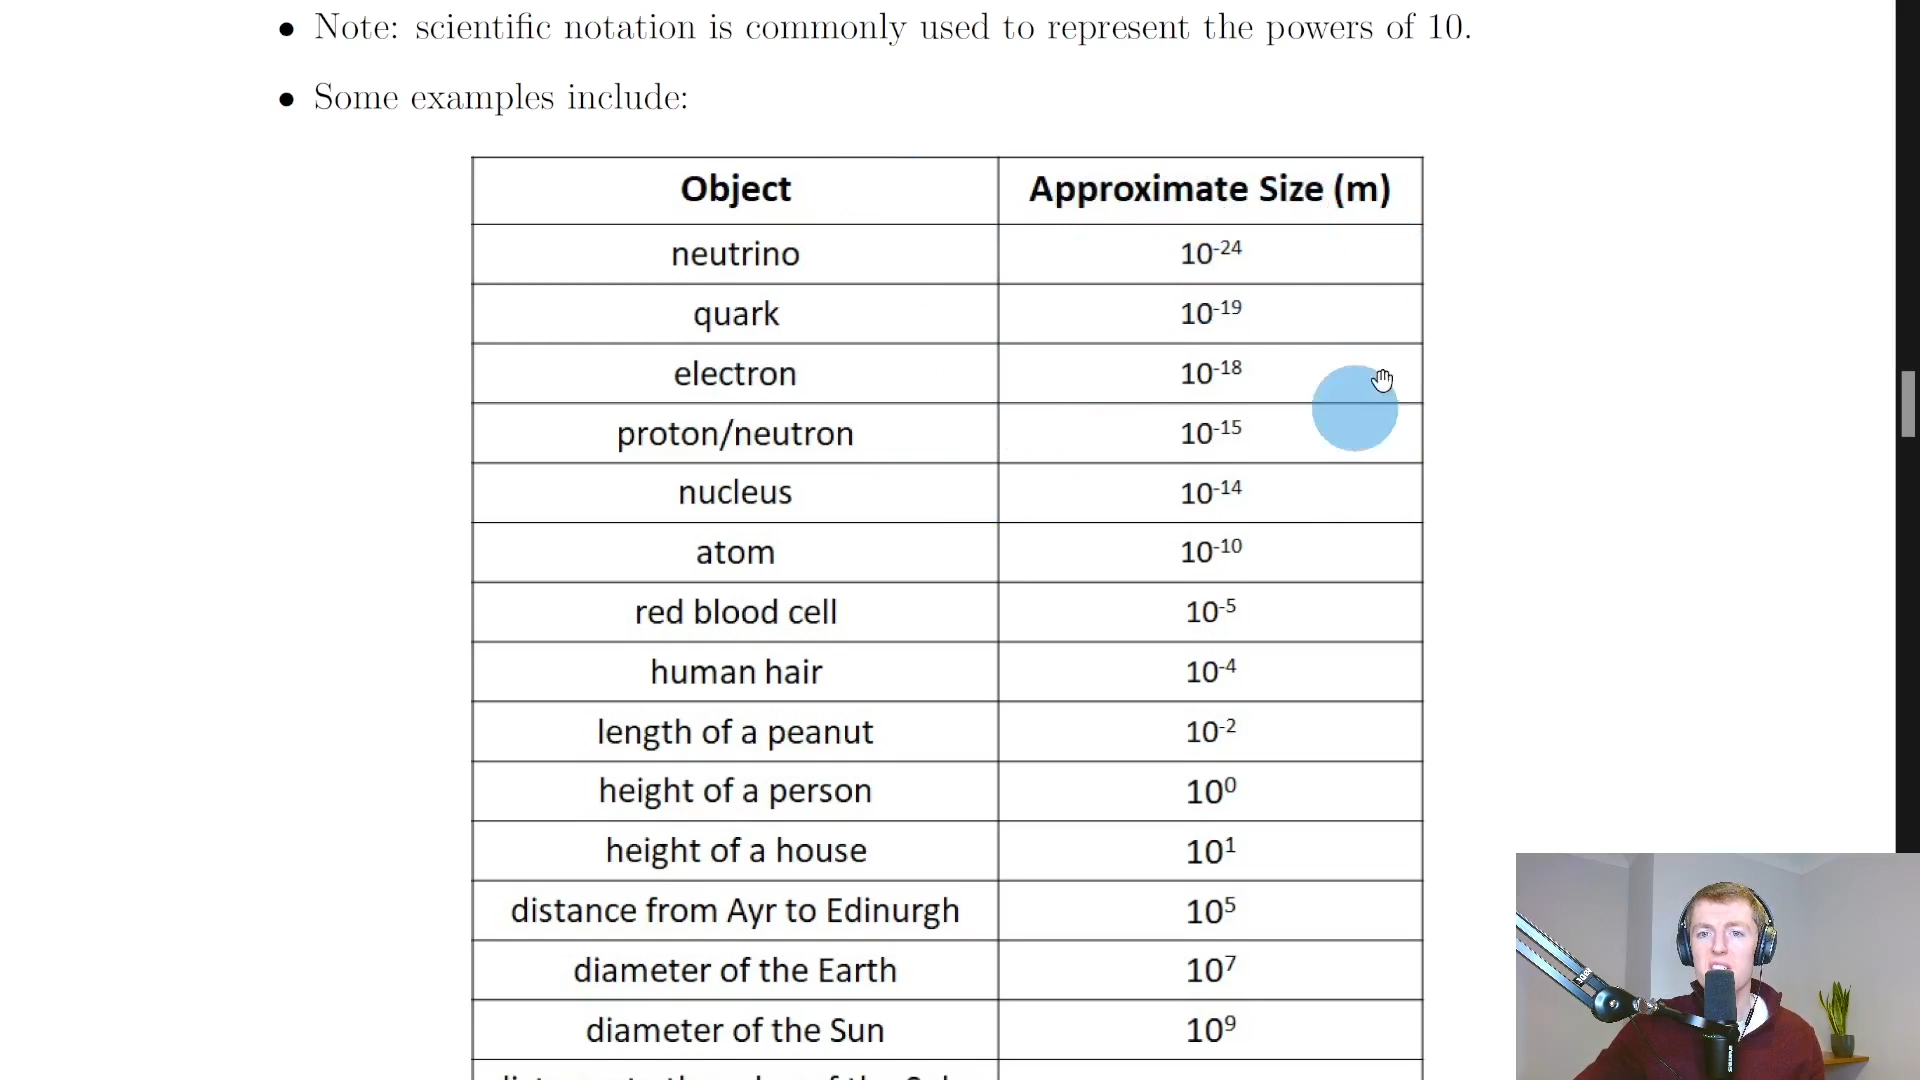 • Note: scientific notation is commonly used to represent the powers of 10.
• Some examples include:
Object Approximate Size (m)
neutrino 10⁻²⁴
quark 10⁻¹⁹
electron 10⁻¹⁸
proton/neutron 10⁻¹⁵
nucleus 10⁻¹⁴
atom 10⁻¹⁰
red blood cell 10⁻⁵
human hair 10⁻⁴
length of a peanut 10⁻²
height of a person 10⁰
height of a house 10¹
distance from Ayr to Edinurgh 10⁵
diameter of the Earth 10⁷
diameter of the Sun 10⁹